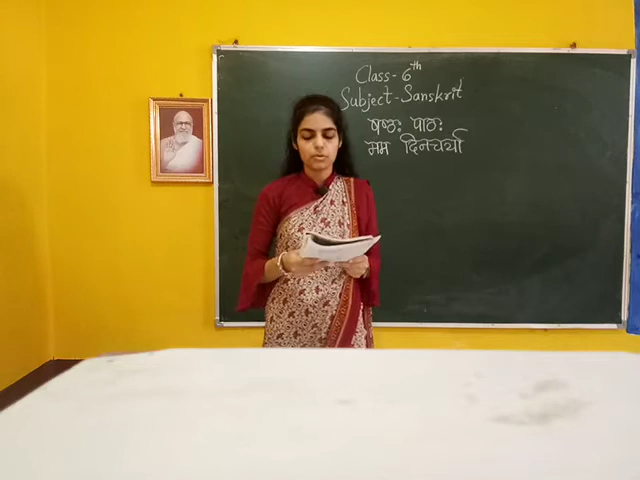 Class- 6th
Subject-Sanskrit
षष्ठः पाठः
मम दिनचर्या